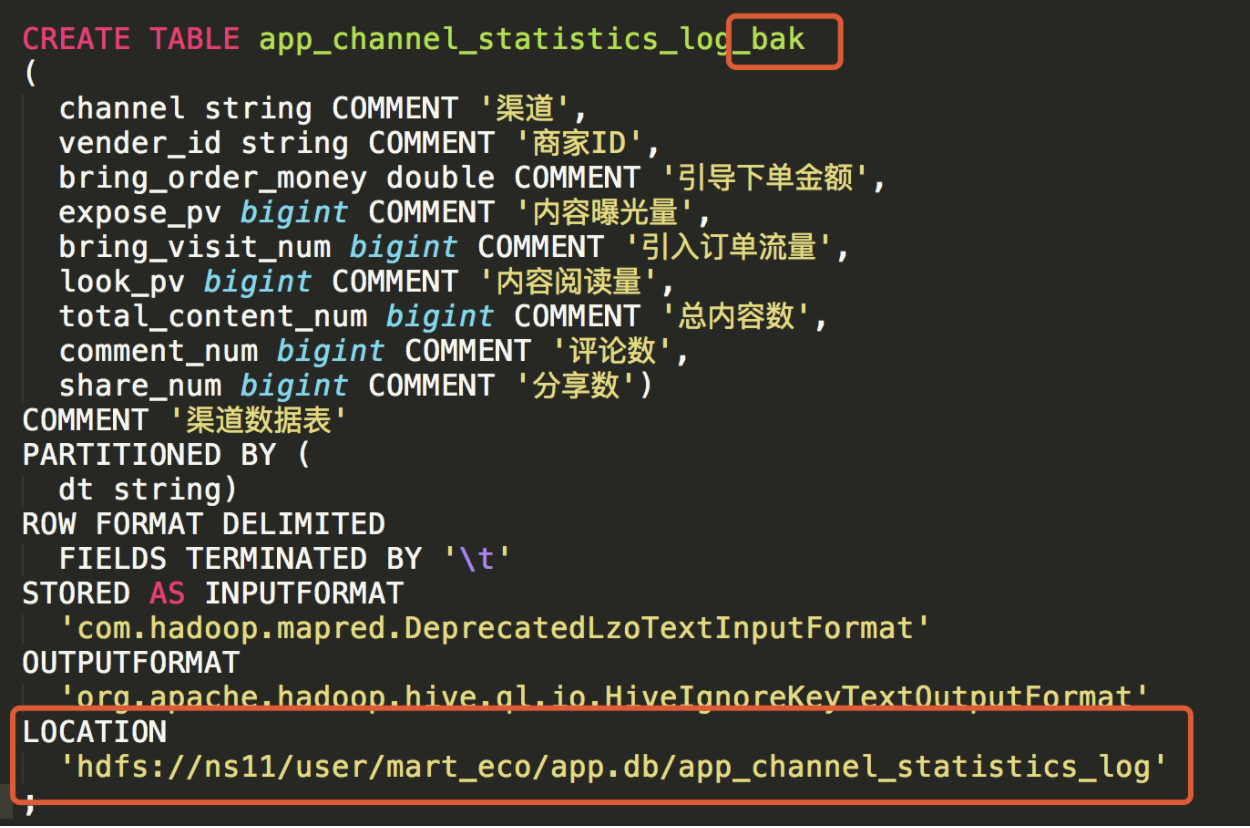 CREATE TABLE app_channel_statistics_log_bak
(
channel string COMMENT '渠道',
vender_id string COMMENT '商家ID',
bring_order_money double COMMENT '引导下单金额',
expose_pv bigint COMMENT '内容曝光量',
bring_visit_num bigint COMMENT '引入订单流量',
look_pv bigint COMMENT '内容阅读量',
total_content_num bigint COMMENT '总内容数',
comment_num bigint COMMENT '评论数',
share_num bigint COMMENT '分享数')
COMMENT '渠道数据表'
PARTITIONED BY (
dt string)
ROW FORMAT DELIMITED
FIELDS TERMINATED BY '\t'
STORED AS INPUTFORMAT
'com.hadoop.mapred.DeprecatedLzoTextInputFormat'
OUTPUTFORMAT
'org.apache.hadoop.hive.ql.io.HiveIgnoreKeyTextOutputFormat'
LOCATION
'hdfs://ns11/user/mart_eco/app.db/app_channel_statistics_log'
;